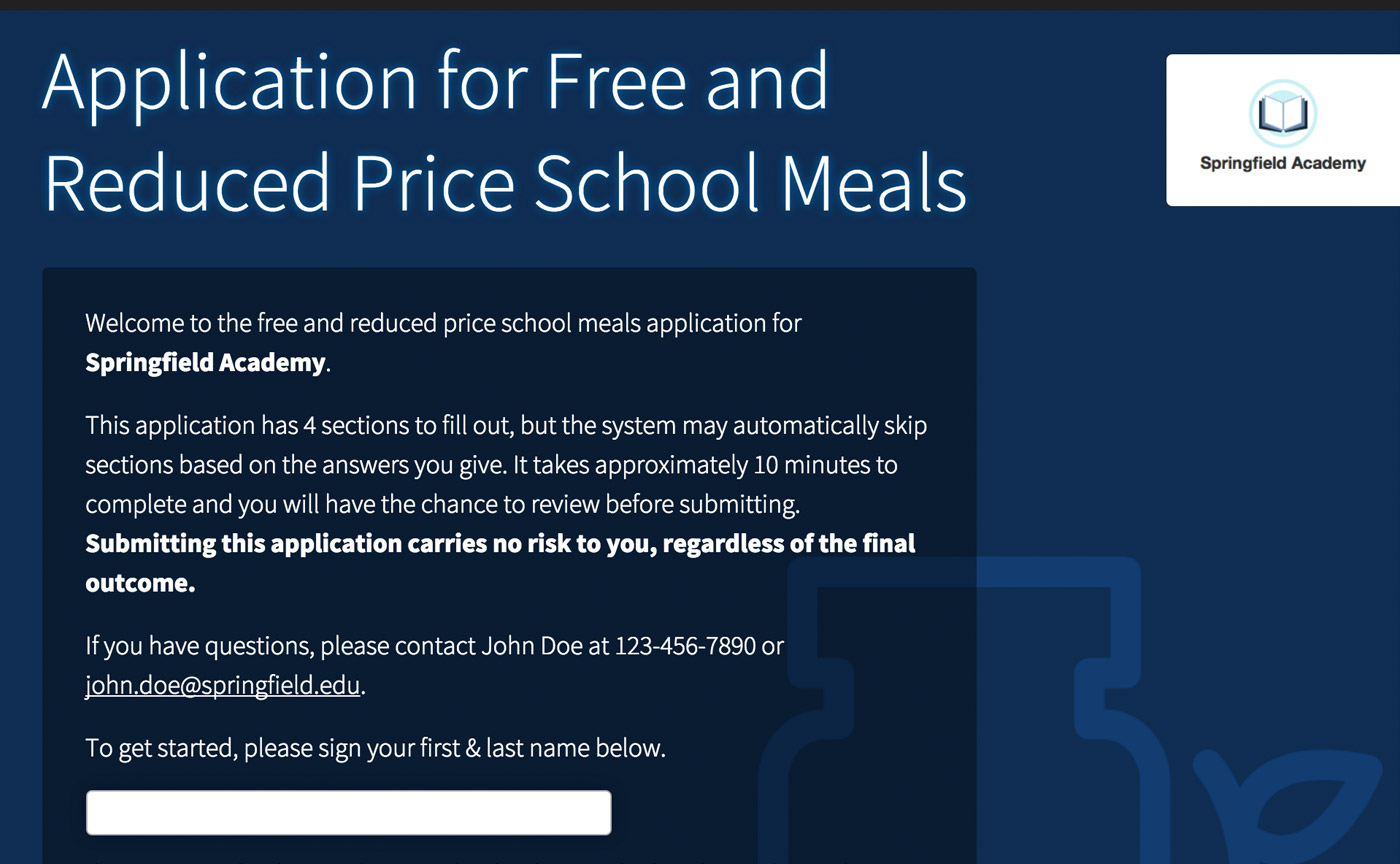 Application for Free and
Reduced Price School Meals
Springfield Academy
Welcome to the free and reduced price school meals application for
Springfield Academy.
This application has 4 sections to fill out, but the system may automatically skip
sections based on the answers you give. It takes approximately 10 minutes to
complete and you will have the chance to review before submitting.
Submitting this application carries no risk to you, regardless of the final
outcome.
If you have questions, please contact John Doe at 123-456-7890 or
john.doe@springfield.edu.
To get started, please sign your first & last name below.